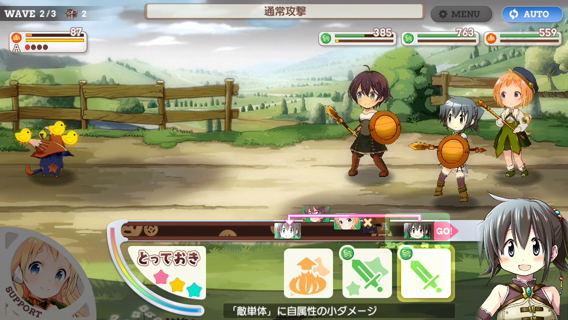 WAVE 2/3 2
通常攻撃
MENU
AUTO
87
A
385
763
559
GO!
とっておき
SUPPORT
「敵単体」に自属性の小ダメージ